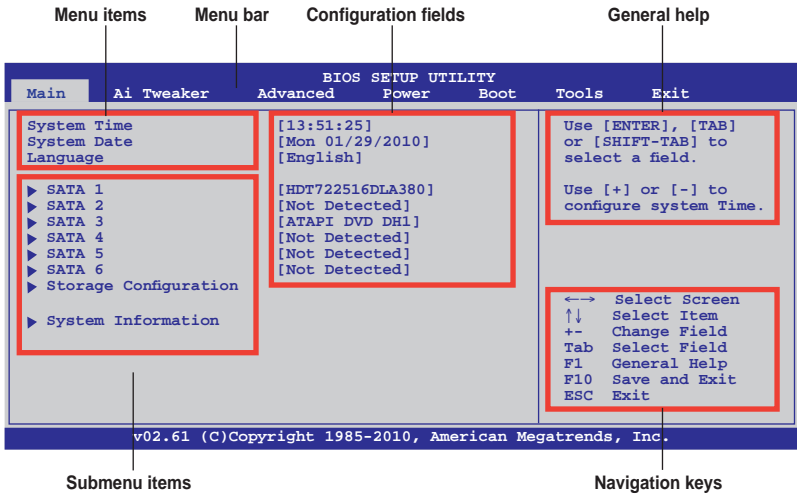 Menu items Menu bar Configuration fields General help
BIOS SETUP UTILITY
Main Ai Tweaker Advanced Power Boot Tools Exit
System Time [13:51:25]
System Date [Mon 01/29/2010]
Language [English]
▶ SATA 1 [HDT722516DLA380]
▶ SATA 2 [Not Detected]
▶ SATA 3 [ATAPI DVD DH1]
▶ SATA 4 [Not Detected]
▶ SATA 5 [Not Detected]
▶ SATA 6 [Not Detected]
▶ Storage Configuration
▶ System Information
Use [ENTER], [TAB]
or [SHIFT-TAB] to
select a field.
Use [+] or [-] to
configure system Time.
←→ Select Screen
↑↓ Select Item
+- Change Field
Tab Select Field
F1 General Help
F10 Save and Exit
ESC Exit
v02.61 (C)Copyright 1985-2010, American Megatrends, Inc.
Submenu items Navigation keys